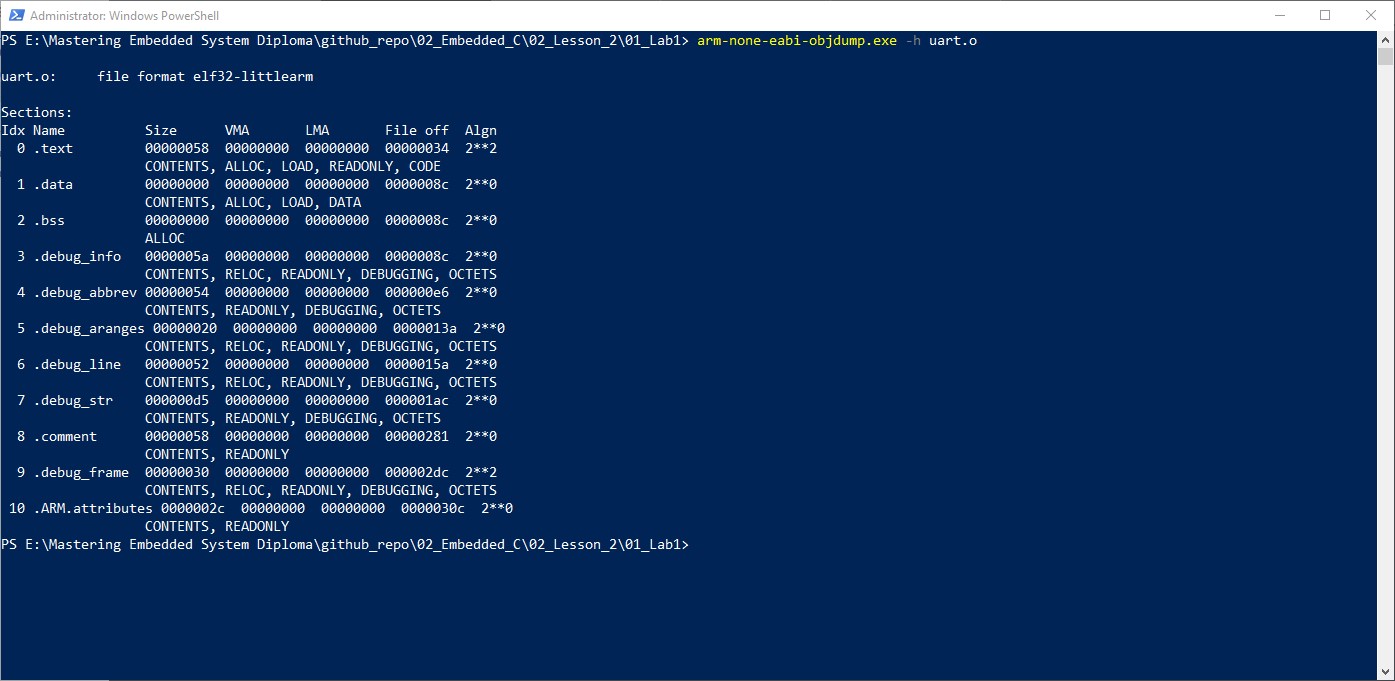 Administrator: Windows PowerShell
PS E:\Mastering Embedded System Diploma\github_repo\02_Embedded_C\02_Lesson_2\01_Lab1> arm-none-eabi-objdump.exe -h uart.o

uart.o:     file format elf32-littlearm

Sections:
Idx Name          Size      VMA       LMA       File off  Algn
  0 .text         00000058  00000000  00000000  00000034  2**2
                  CONTENTS, ALLOC, LOAD, READONLY, CODE
  1 .data         00000000  00000000  00000000  0000008c  2**0
                  CONTENTS, ALLOC, LOAD, DATA
  2 .bss          00000000  00000000  00000000  0000008c  2**0
                  ALLOC
  3 .debug_info   0000005a  00000000  00000000  0000008c  2**0
                  CONTENTS, RELOC, READONLY, DEBUGGING, OCTETS
  4 .debug_abbrev 00000054  00000000  00000000  000000e6  2**0
                  CONTENTS, READONLY, DEBUGGING, OCTETS
  5 .debug_aranges 00000020  00000000  00000000  0000013a  2**0
                  CONTENTS, RELOC, READONLY, DEBUGGING, OCTETS
  6 .debug_line   00000052  00000000  00000000  0000015a  2**0
                  CONTENTS, RELOC, READONLY, DEBUGGING, OCTETS
  7 .debug_str    000000d5  00000000  00000000  000001ac  2**0
                  CONTENTS, READONLY, DEBUGGING, OCTETS
  8 .comment      00000058  00000000  00000000  00000281  2**0
                  CONTENTS, READONLY
  9 .debug_frame  00000030  00000000  00000000  000002dc  2**2
                  CONTENTS, RELOC, READONLY, DEBUGGING, OCTETS
 10 .ARM.attributes 0000002c  00000000  00000000  0000030c  2**0
                  CONTENTS, READONLY
PS E:\Mastering Embedded System Diploma\github_repo\02_Embedded_C\02_Lesson_2\01_Lab1>